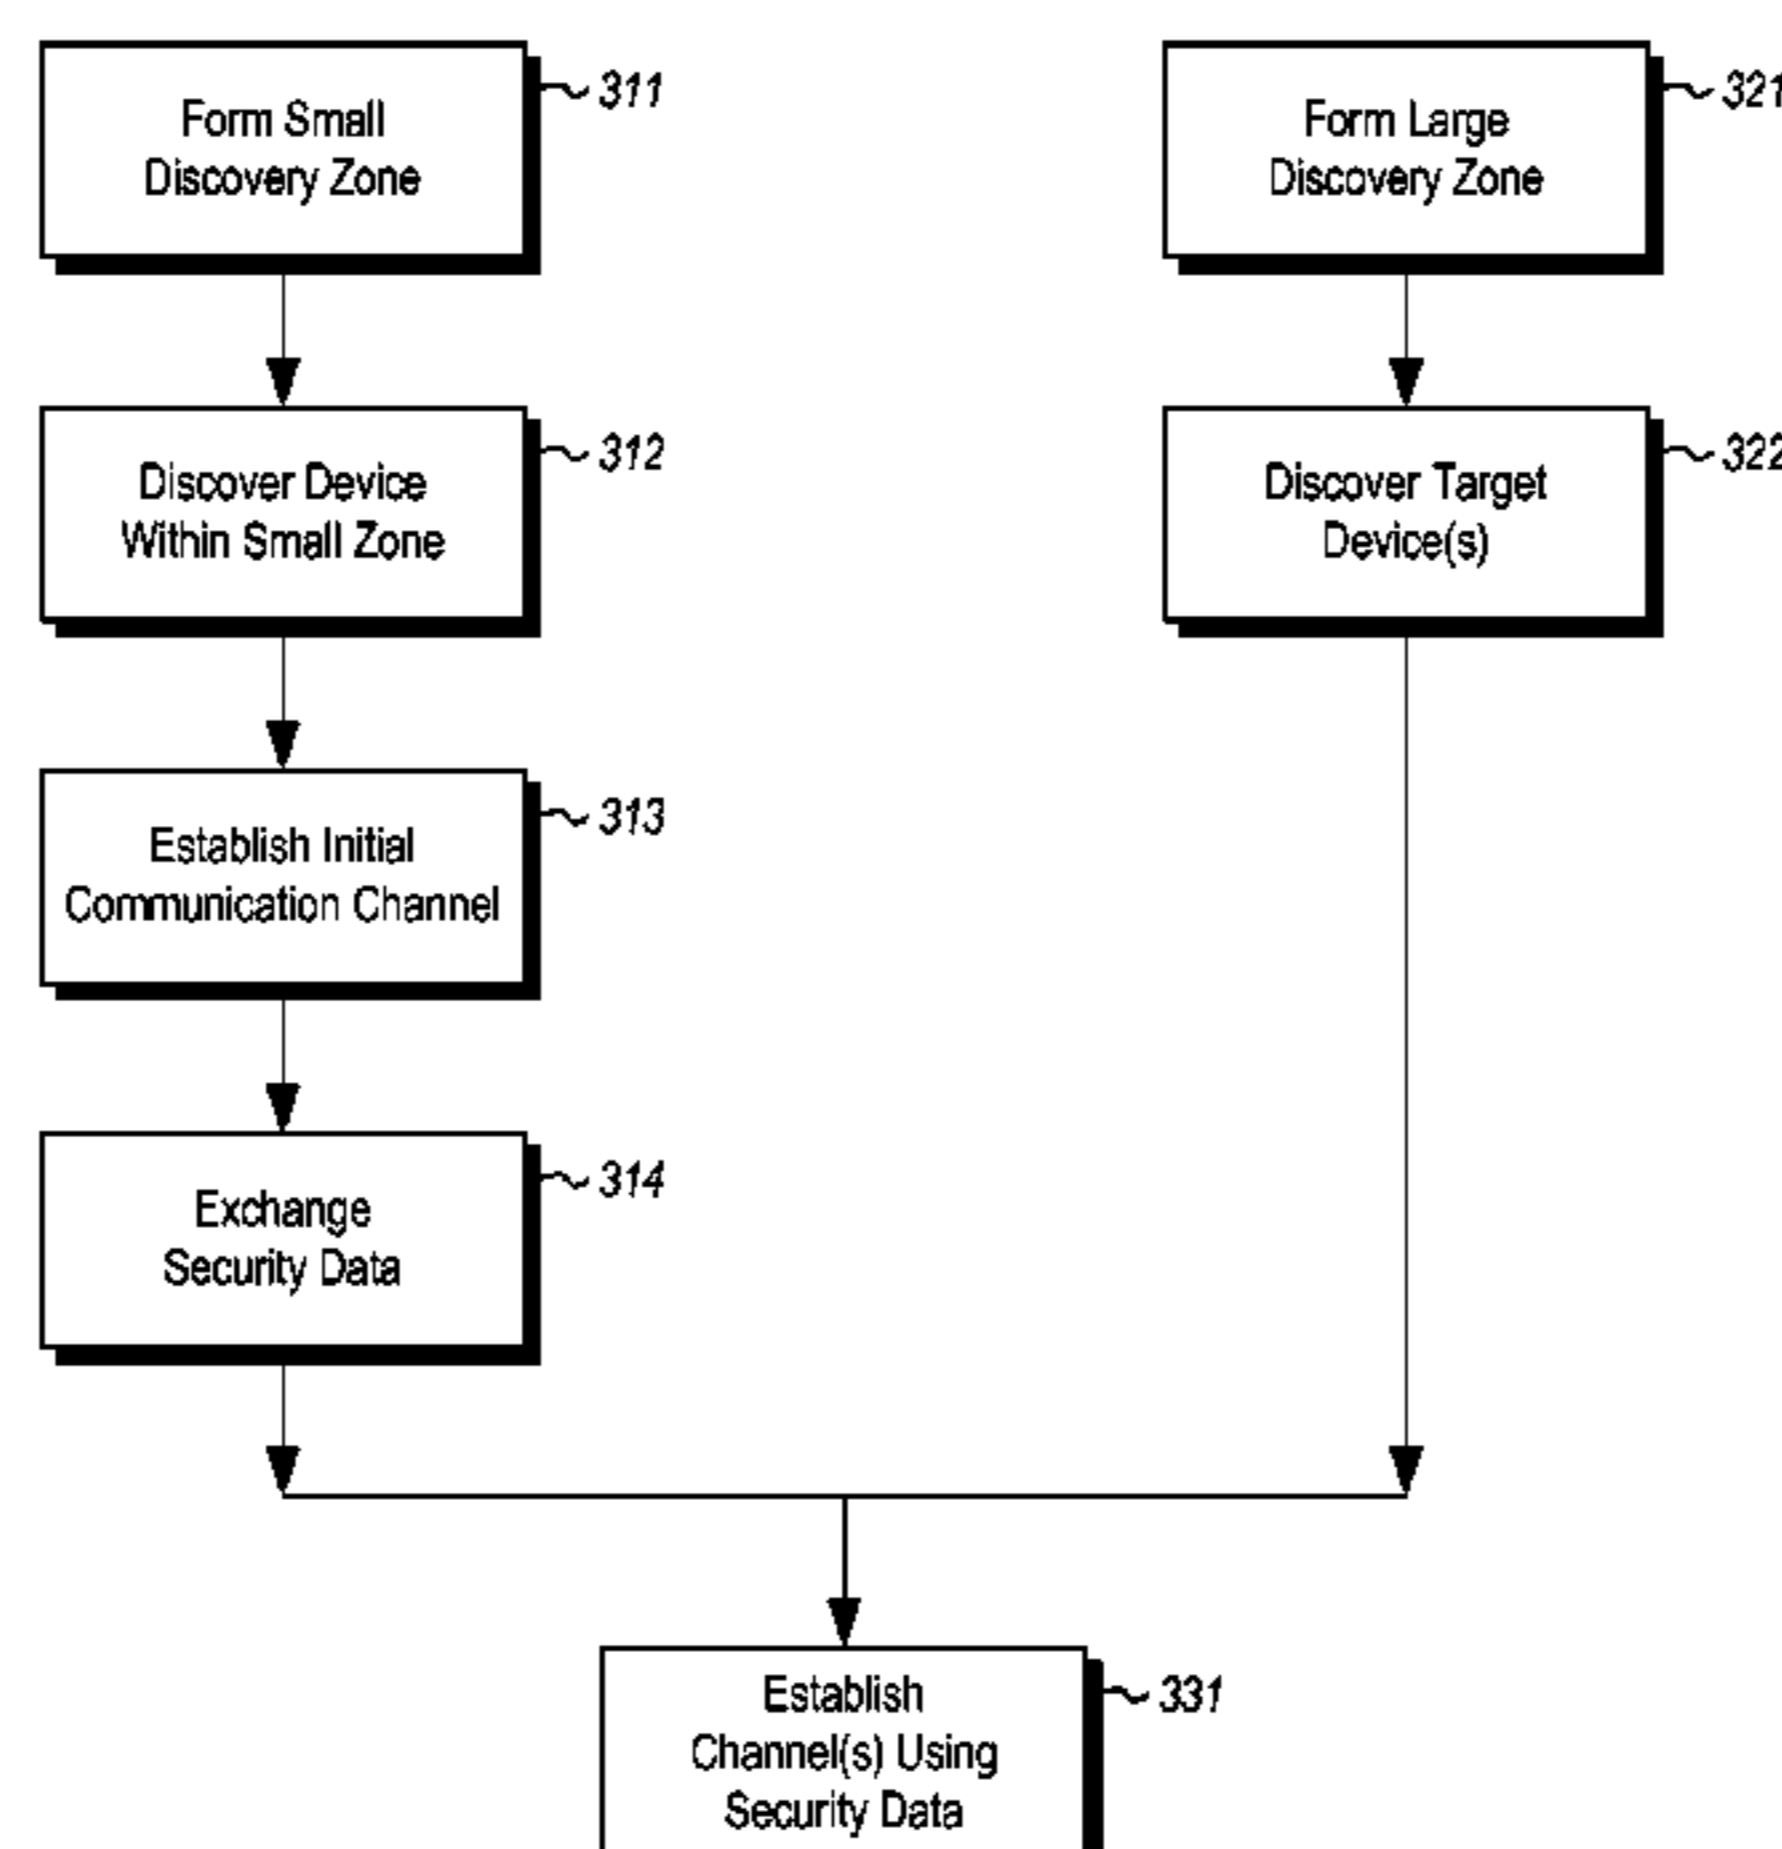 Form Small
Discovery Zone
311
Form Large
Discovery Zone
321
Discover Device
Within Small Zone
312
Discover Target
Device(s)
322
Establish Initial
Communication Channel
313
Exchange
Security Data
314
Establish
Channel(s) Using
Security Data
331